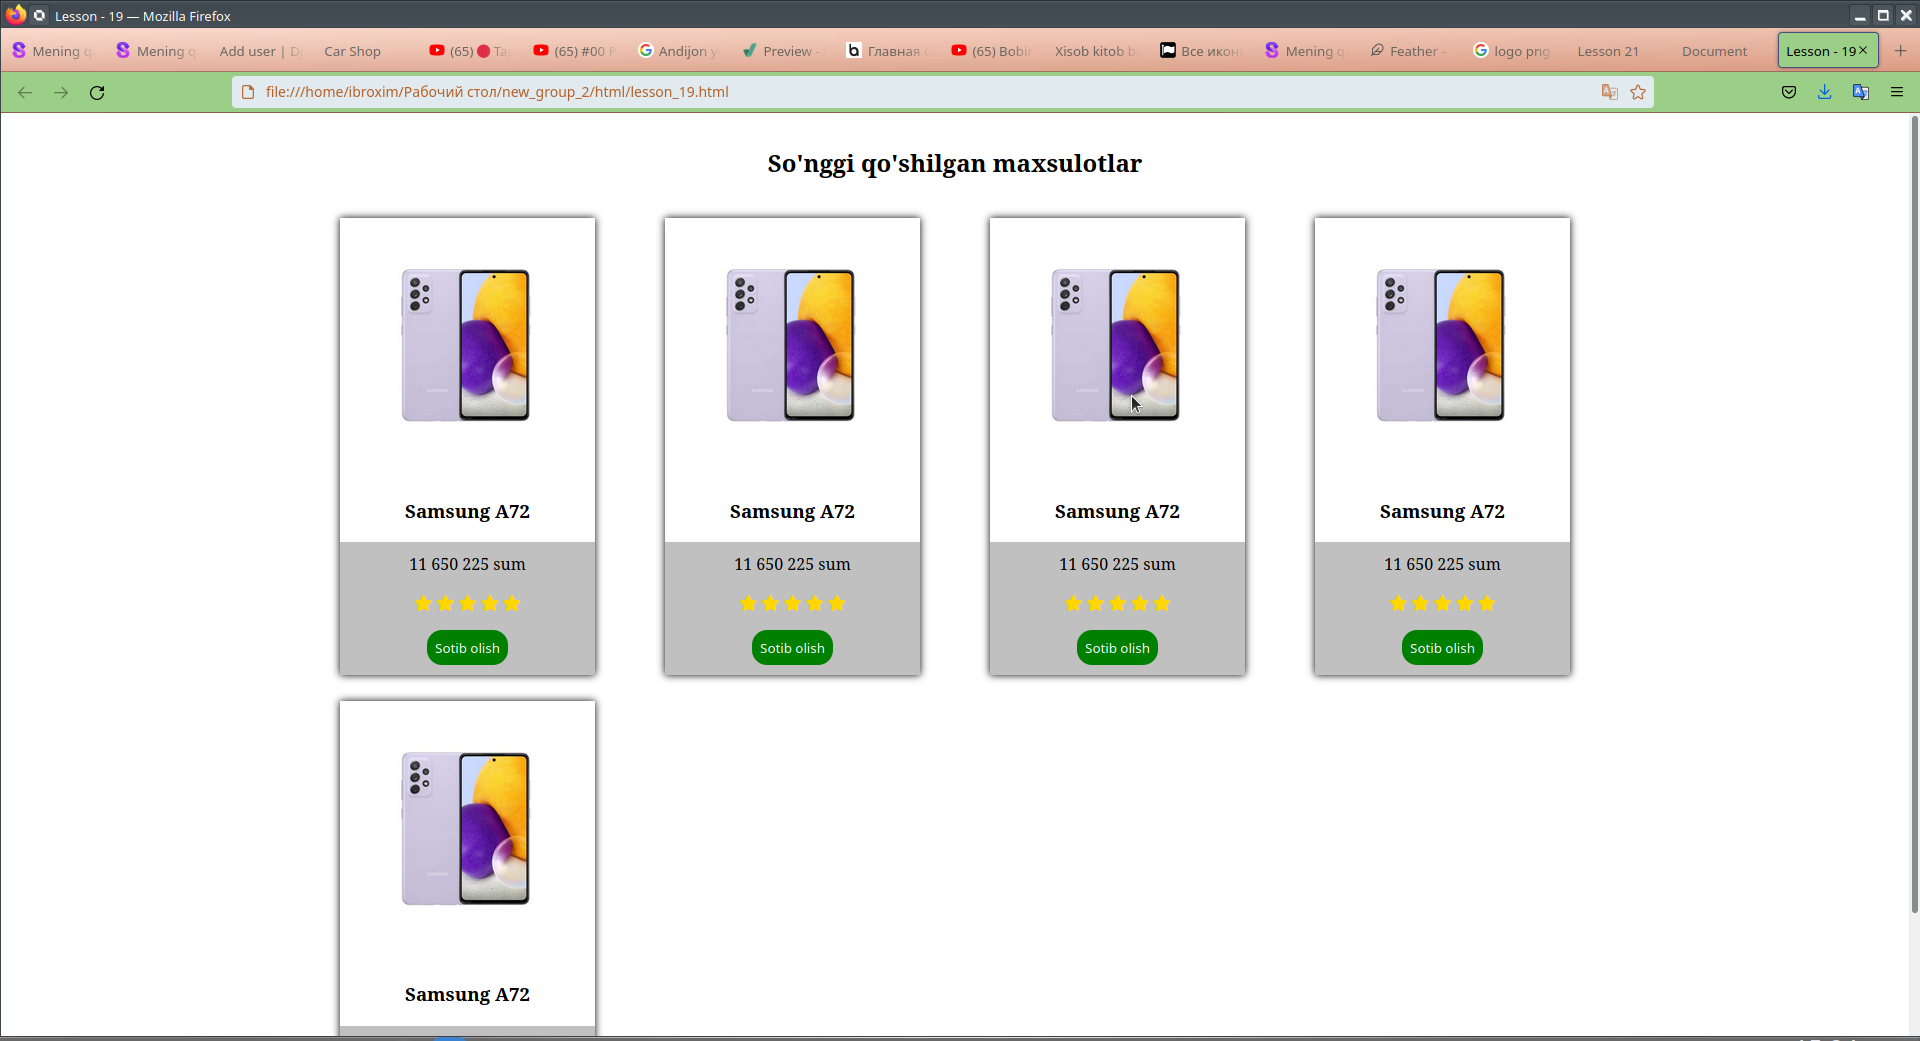 Lesson - 19 — Mozilla Firefox
Mening q
Mening q
Add user | D
Car Shop
(65) Ta
(65) #00 F
Andijon y
Preview -
Главная с
(65) Bobi
Xisob kitob b
Все икон
Mening q
Feather -
logo png
Lesson 21
Document
Lesson - 19
file:///home/ibroxim/Рабочий стол/new_group_2/html/lesson_19.html
So'nggi qo'shilgan maxsulotlar
Samsung A72
Samsung A72
Samsung A72
Samsung A72
11 650 225 sum
11 650 225 sum
11 650 225 sum
11 650 225 sum
Sotib olish
Sotib olish
Sotib olish
Sotib olish
Samsung A72